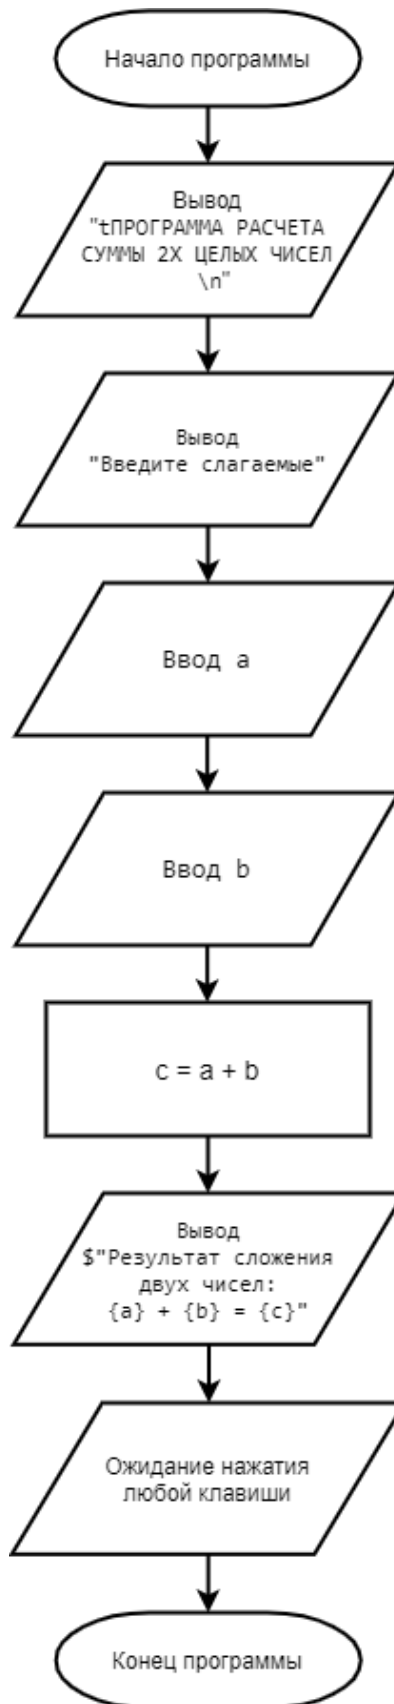 Начало программы
Вывод
"tПРОГРАММА РАСЧЕТА
СУММЫ 2Х ЦЕЛЫХ ЧИСЕЛ
\n"
Вывод
"Введите слагаемые"
Ввод a
Ввод b
c = a + b
Вывод
$"Результат сложения
двух чисел:
{a} + {b} = {c}"
Ожидание нажатия
любой клавиши
Конец программы